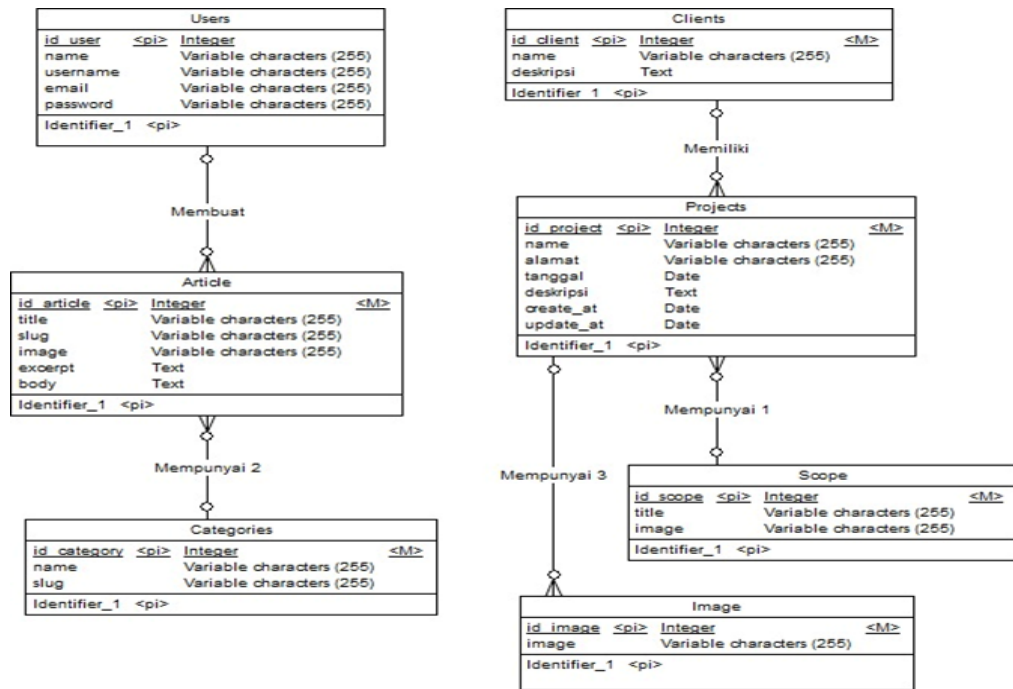 Users
id_user <pi> Integer
name Variable characters (255)
username Variable characters (255)
email Variable characters (255)
password Variable characters (255)
Identifier_1 <pi>
Membuat
Article
id_article <pi> Integer <M>
title Variable characters (255)
slug Variable characters (255)
image Variable characters (255)
excerpt Text
body Text
Identifier_1 <pi>
Mempunyai 2
Categories
id_category <pi> Integer <M>
name Variable characters (255)
slug Variable characters (255)
Identifier_1 <pi>
Clients
id_client <pi> Integer <M>
name Variable characters (255)
deskripsi Text
Identifier_1 <pi>
Memiliki
Projects
id_project <pi> Integer <M>
name Variable characters (255)
alamat Variable characters (255)
tanggal Date
deskripsi Text
create_at Date
update_at Date
Identifier_1 <pi>
Mempunyai 1
Mempunyai 3
Scope
id_scope <pi> Integer <M>
title Variable characters (255)
image Variable characters (255)
Identifier_1 <pi>
Image
id_image <pi> Integer <M>
image Variable characters (255)
Identifier_1 <pi>